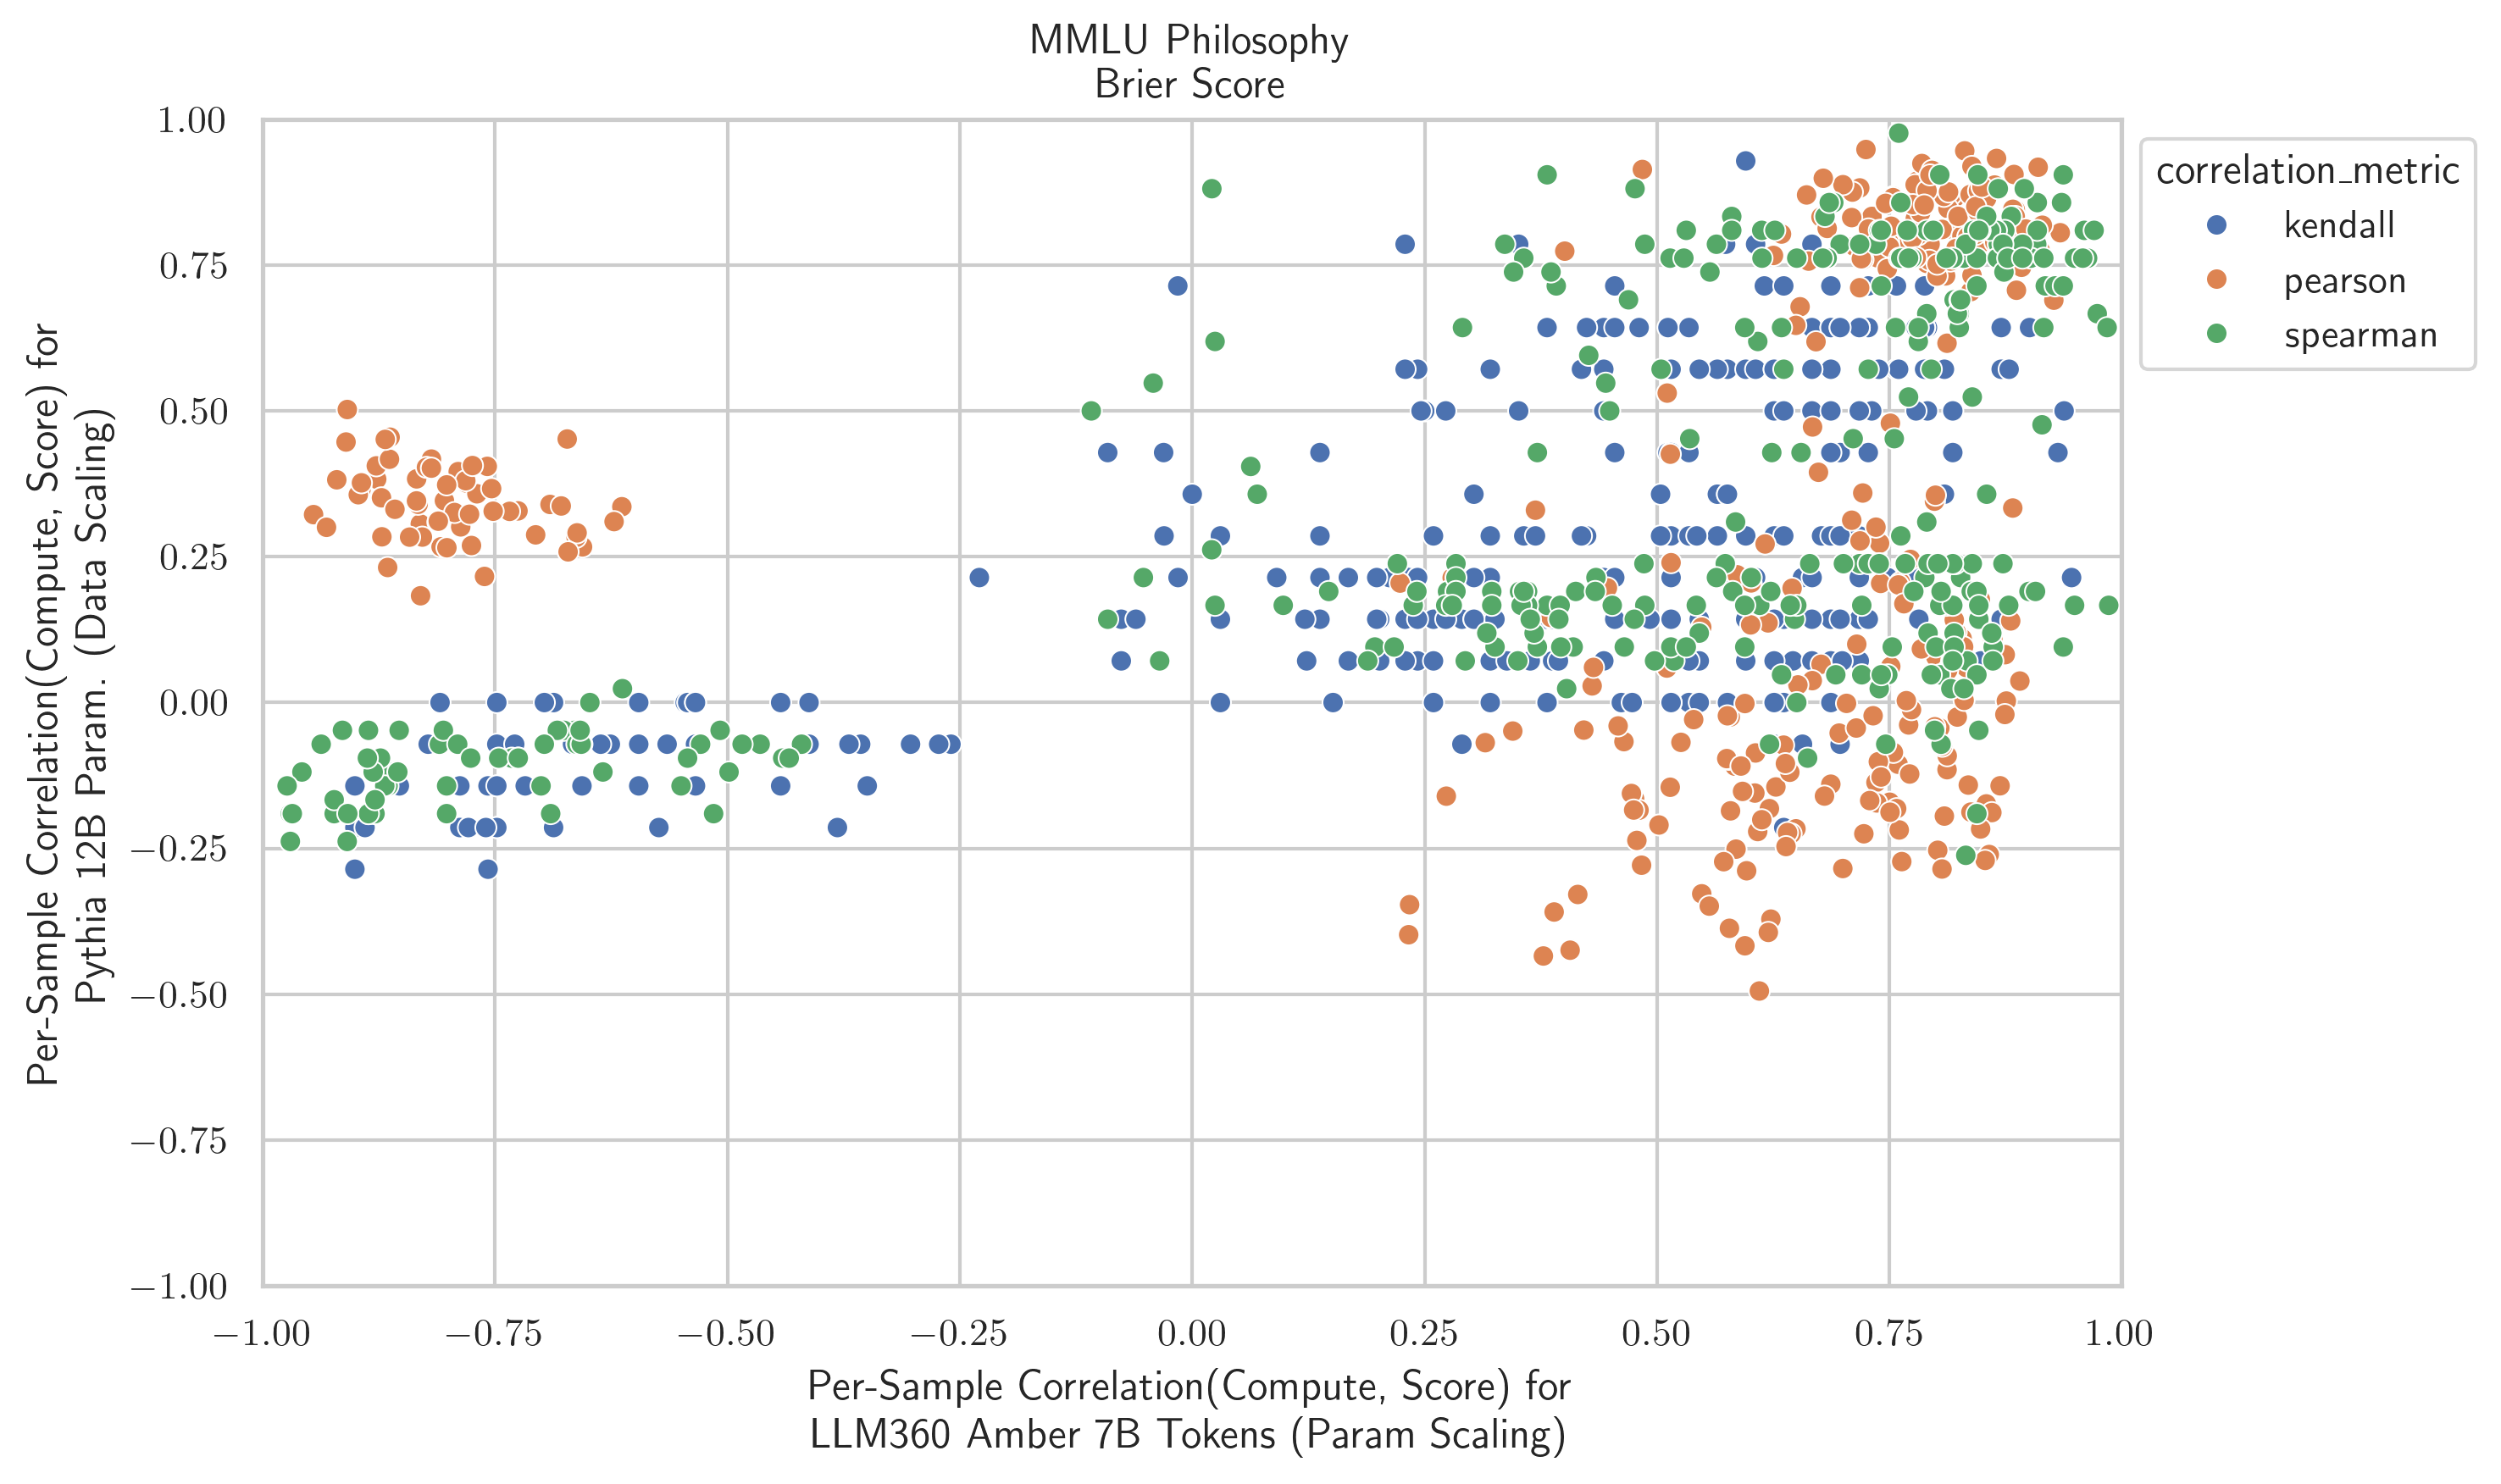 MMLU Philosophy
Brier Score
Per-Sample Correlation(Compute, Score) for
Pythia 12B Param. (Data Scaling)
1.00
0.75
0.50
0.25
0.00
−0.25
−0.50
−0.75
−1.00
−1.00 −0.75 −0.50 −0.25 0.00 0.25 0.50 0.75 1.00
Per-Sample Correlation(Compute, Score) for
LLM360 Amber 7B Tokens (Param Scaling)
correlation_metric
kendall
pearson
spearman